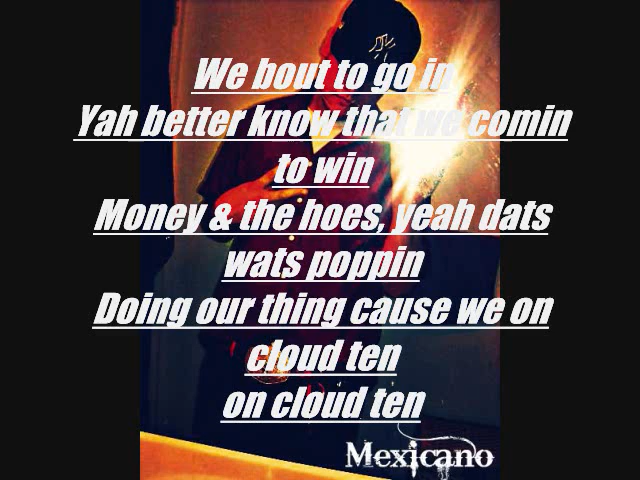 We bout to go in
Yah better know that we comin
to win
Money & the hoes, yeah dats
wats poppin
Doing our thing cause we on
cloud ten
on cloud ten
Mexicano